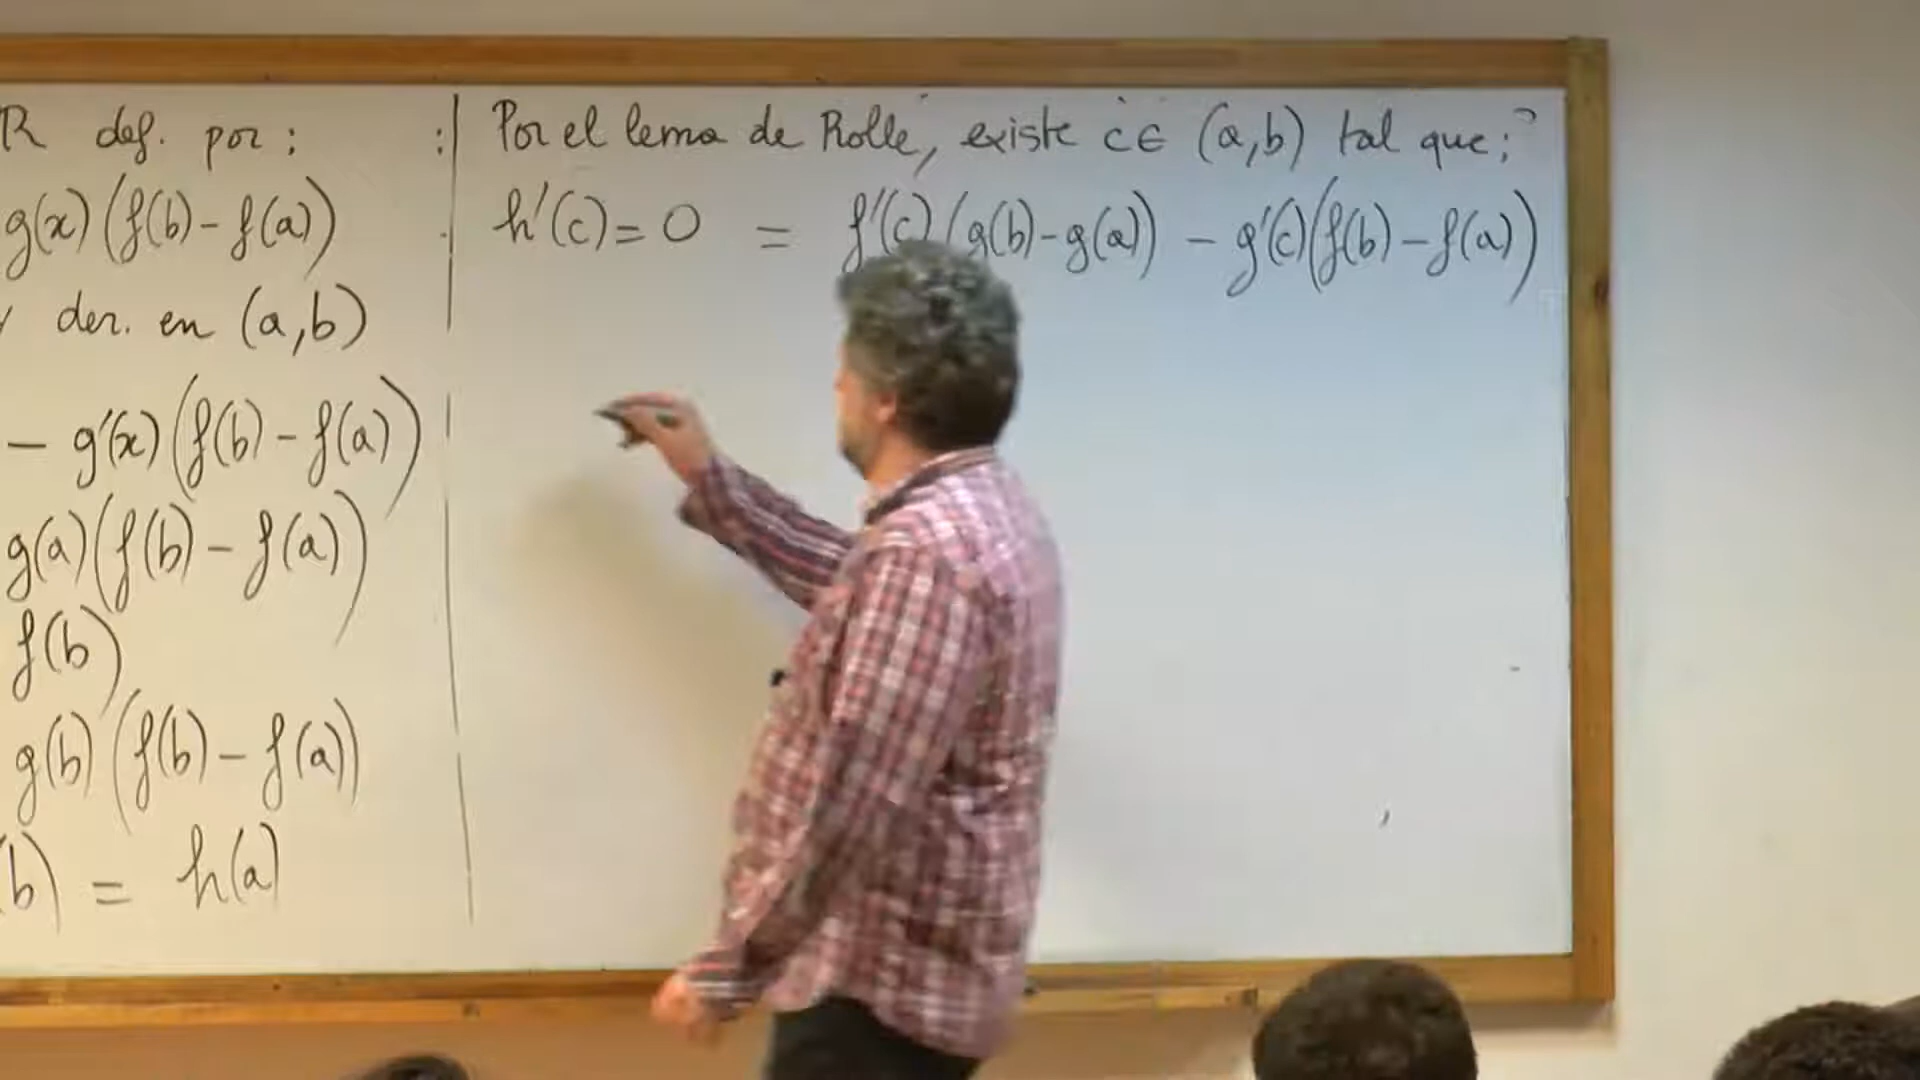 R def. por:
g(x)(f(b)-f(a))
der. en (a,b)
- g'(x)(f(b)-f(a))
g(a)(f(b)-f(a))
f(b))
g(b)(f(b)-f(a))
b) = h(a)
Por el lema de Rolle, existe c ∈ (a,b) tal que:
h'(c) = 0 = f'(c)(g(b)-g(a)) - g'(c)(f(b)-f(a))